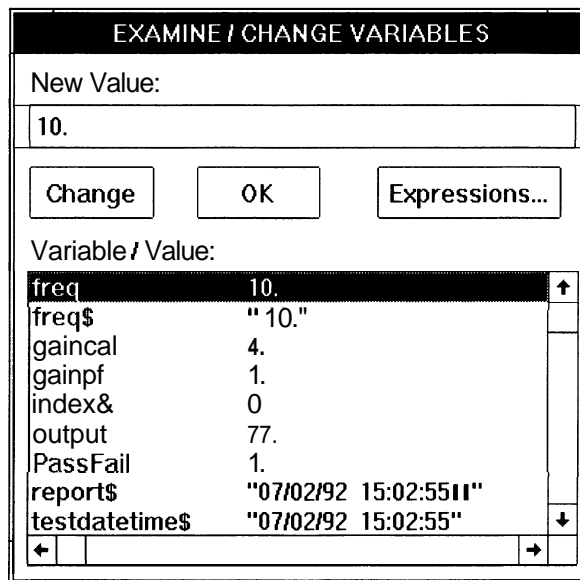 EXAMINE / CHANGE VARIABLES
New Value:
10.
Change OK Expressions...
Variable / Value:
freq 10.
freq$ " 10."
gaincal 4.
gainpf 1.
index& 0
output 77.
PassFail 1.
report$ "07/02/92 15:02:55▌▌"
testdatetime$ "07/02/92 15:02:55"